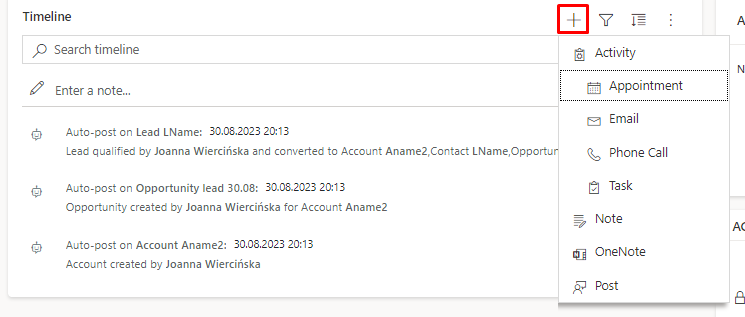 Timeline
Search timeline
Enter a note...
Auto-post on Lead LName: 30.08.2023 20:13
Lead qualified by Joanna Wiercińska and converted to Account Aname2,Contact LName,Opportun
Auto-post on Opportunity lead 30.08: 30.08.2023 20:13
Opportunity created by Joanna Wiercińska for Account Aname2
Auto-post on Account Aname2: 30.08.2023 20:13
Account created by Joanna Wiercińska
Activity
Appointment
Email
Phone Call
Task
Note
OneNote
Post
A
N
AC